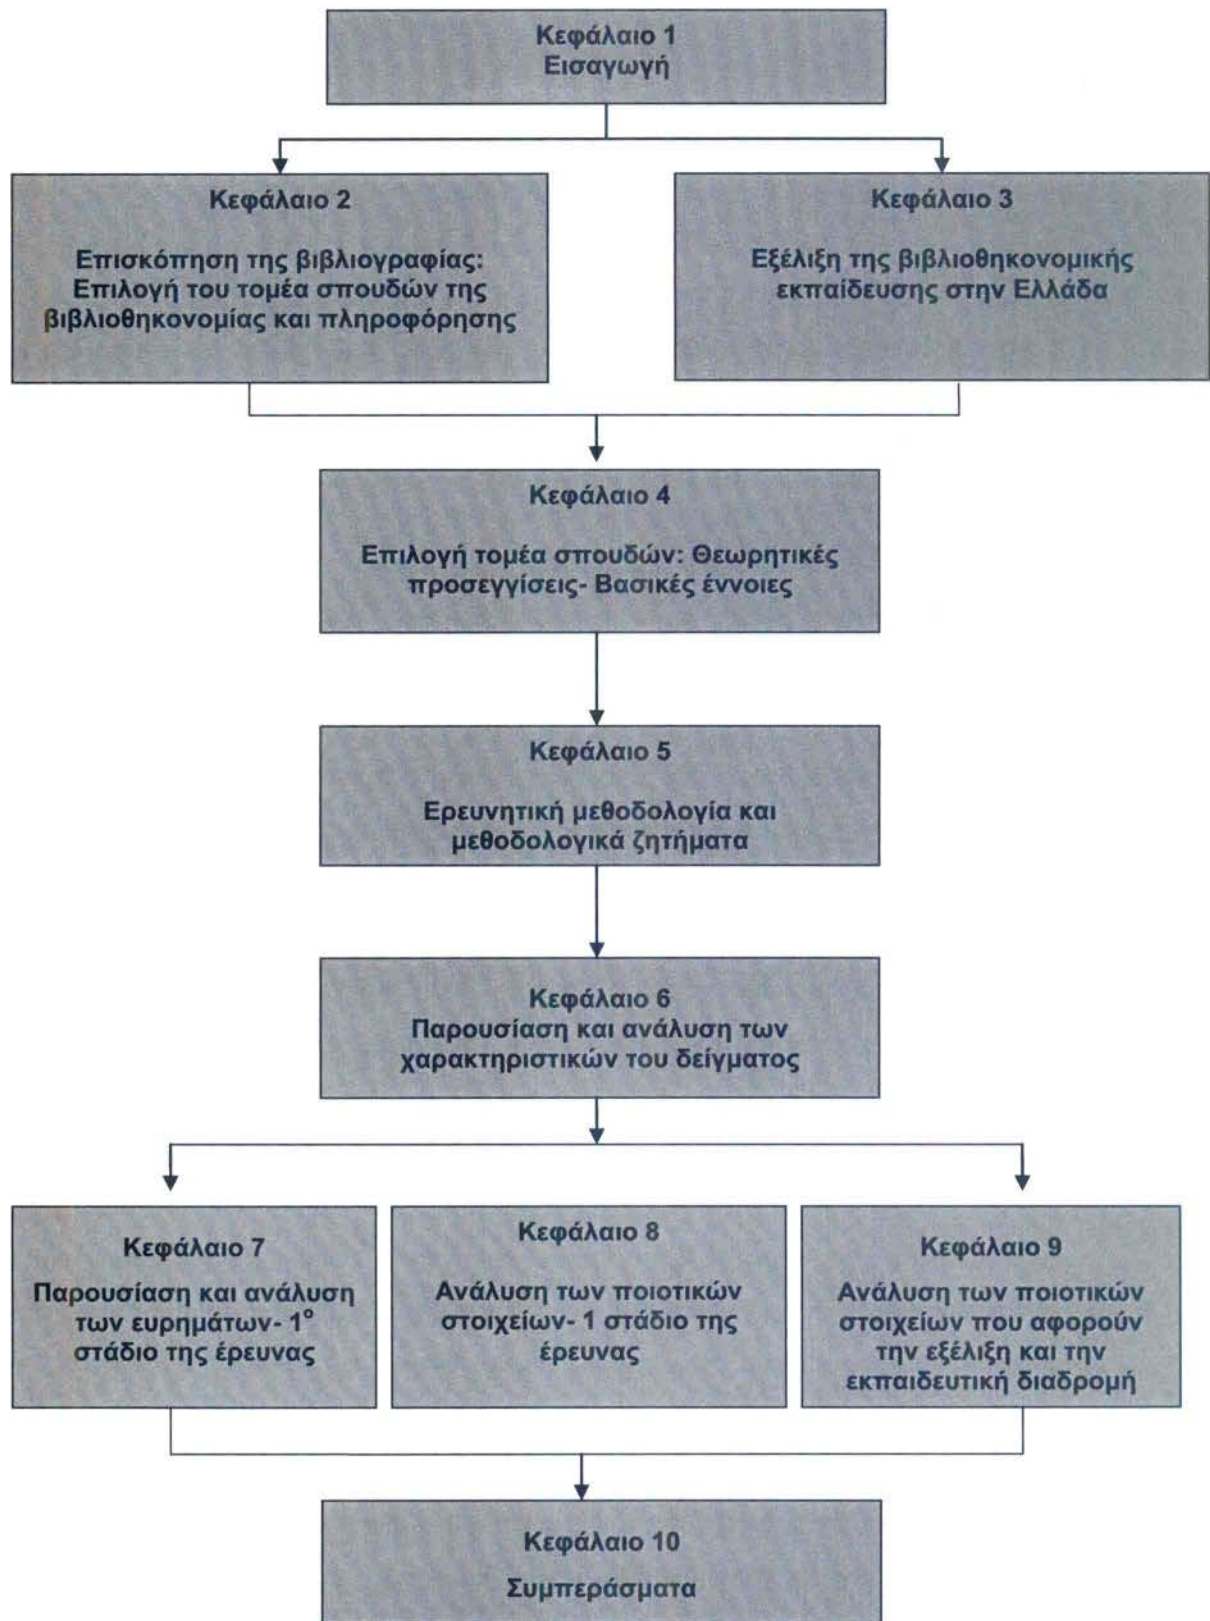 Κεφάλαιο 1
Εισαγωγή
Κεφάλαιο 2
Επισκόπηση της βιβλιογραφίας:
Επιλογή του τομέα σπουδών της
βιβλιοθηκονομίας και πληροφόρησης
Κεφάλαιο 3
Εξέλιξη της βιβλιοθηκονομικής
εκπαίδευσης στην Ελλάδα
Κεφάλαιο 4
Επιλογή τομέα σπουδών: Θεωρητικές
προσεγγίσεις- Βασικές έννοιες
Κεφάλαιο 5
Ερευνητική μεθοδολογία και
μεθοδολογικά ζητήματα
Κεφάλαιο 6
Παρουσίαση και ανάλυση των
χαρακτηριστικών του δείγματος
Κεφάλαιο 7
Παρουσίαση και ανάλυση
των ευρημάτων- 1ο
στάδιο της έρευνας
Κεφάλαιο 8
Ανάλυση των ποιοτικών
στοιχείων- 1 στάδιο της
έρευνας
Κεφάλαιο 9
Ανάλυση των ποιοτικών
στοιχείων που αφορούν
την εξέλιξη και την
εκπαιδευτική διαδρομή
Κεφάλαιο 10
Συμπεράσματα